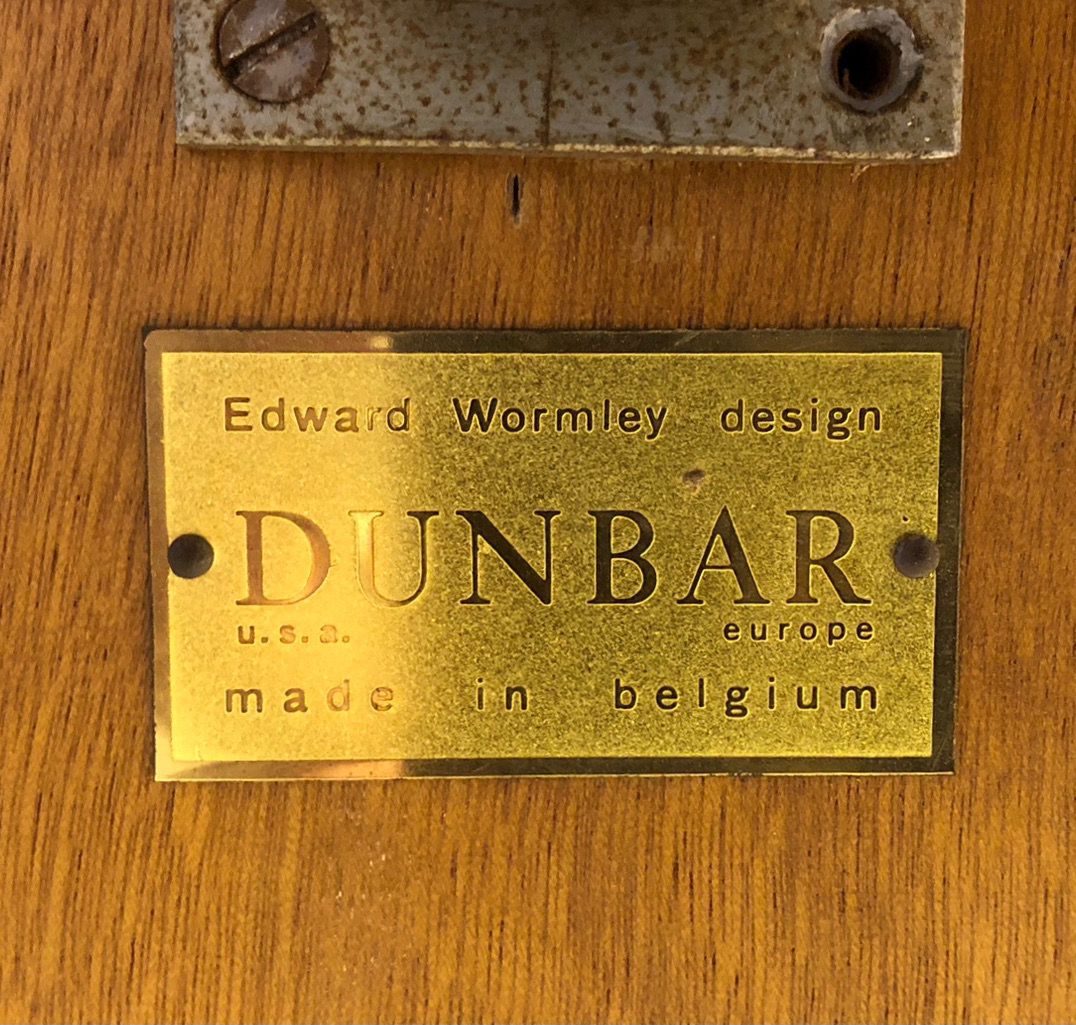 Edward Wormley design
DUNBAR
u.s.a. europe
made in belgium